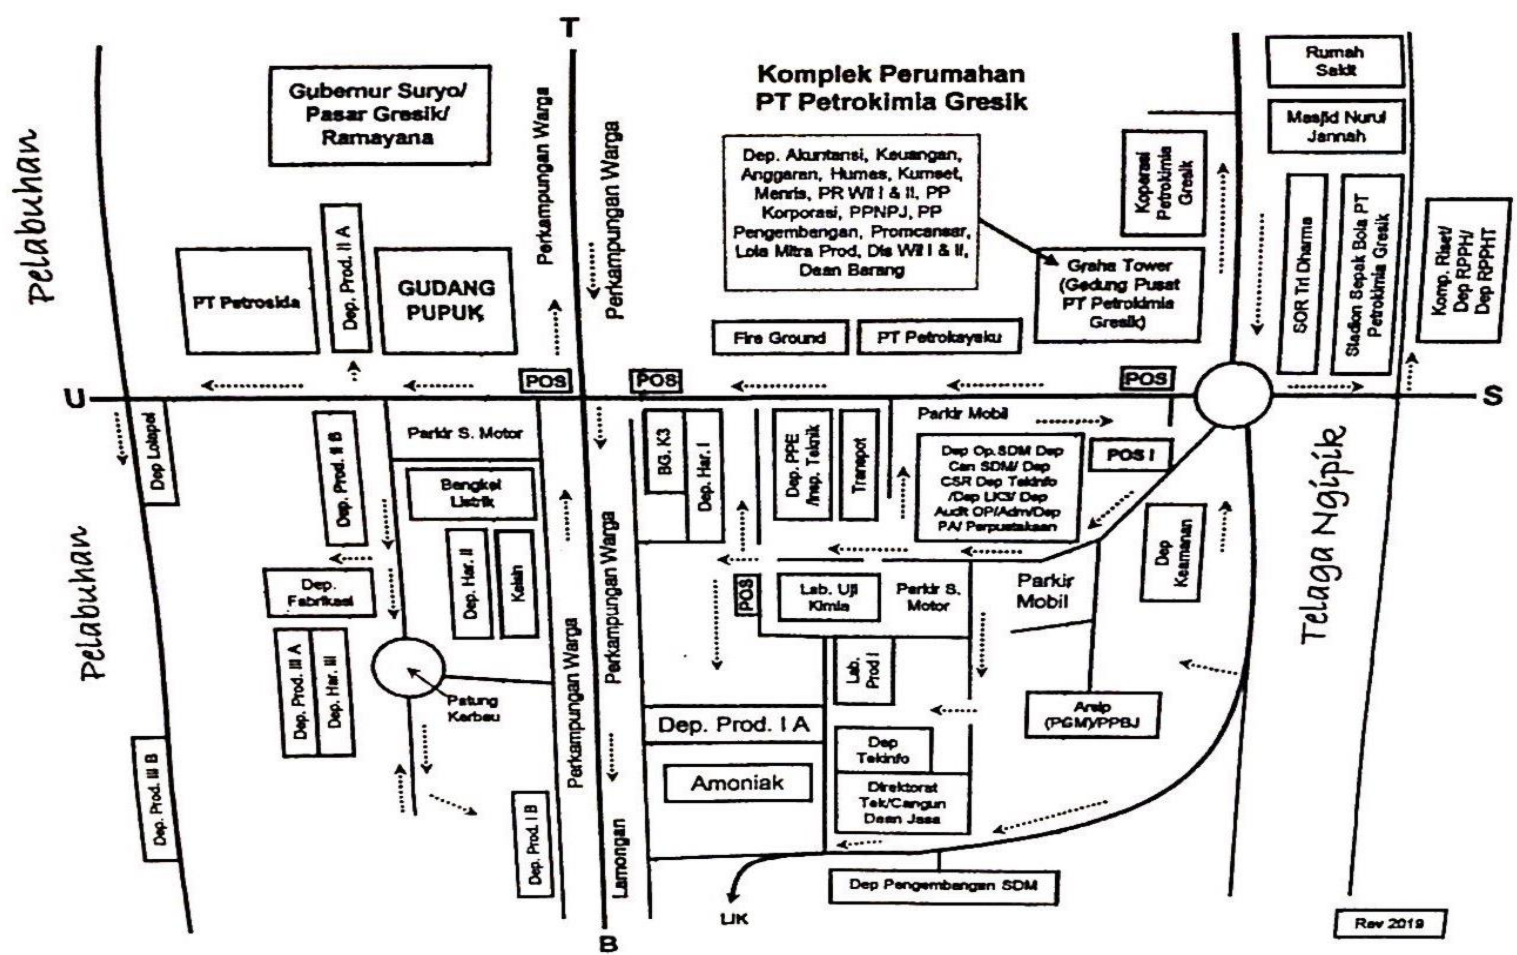 T
Komplek Perumahan
PT Petrokimia Gresik
Gubernur Suryo/
Pasar Gresik/
Ramayana
Perkampungan Warga
Perkampungan Warga
Rumah
Sakit
Masjid Nurul
Jannah
Pelabuhan
Dep. Akuntansi, Keuangan,
Anggaran, Humas, Kumset,
Menris, PR Wil I & II, PP
Korporasi, PPNPJ, PP
Pengembangan, Promcansar,
Lola Mitra Prod, Dis Wil I & II,
Daan Barang
Koperasi
Petrokimia
Gresik
SOR Tri Dharma
Stadion Sepak Bola PT
Petrokimia Gresik
Komp. Riset/
Dep RPPH/
Dep RPPHT
PT Petrosida
Dep. Prod. II A
GUDANG
PUPUK
Graha Tower
(Gedung Pusat
PT Petrokimia
Gresik)
Fire Ground
PT Petrokayaku
POS
POS
POS
U
S
Dep Lolapel
Dep. Prod. II B
Parkir S. Motor
Bengkel
Listrik
BG. K3
Dep. Har. I
Dep. PPE
/Insp. Teknik
Transpot
Parkir Mobil
Dep Op.SDM Dep
Can SDM/ Dep
CSR Dep Tekinfo
/Dep LK3/ Dep
Audit OP/Adm/Dep
PA/ Perpustakaan
POS I
Telaga Ngipik
Pelabuhan
Dep. Har. II
Kelsin
Perkampungan Warga
Dep
Keamanan
Dep.
Fabrikasi
POS
Lab. Uji
Kimia
Parkir S.
Motor
Parkir
Mobil
Dep. Prod. III A
Dep. Har. III
Patung
Kerbau
Perkampungan Warga
Lab.
Prod I
Arsip
(PGM)/PPBJ
Dep. Prod. I A
Dep
Tekinfo
Dep. Prod. III B
Amoniak
Direktorat
Tek/Cangun
Daan Jasa
Dep. Prod. I B
Lamongan
Dep Pengembangan SDM
LIK
Rev 2019
B